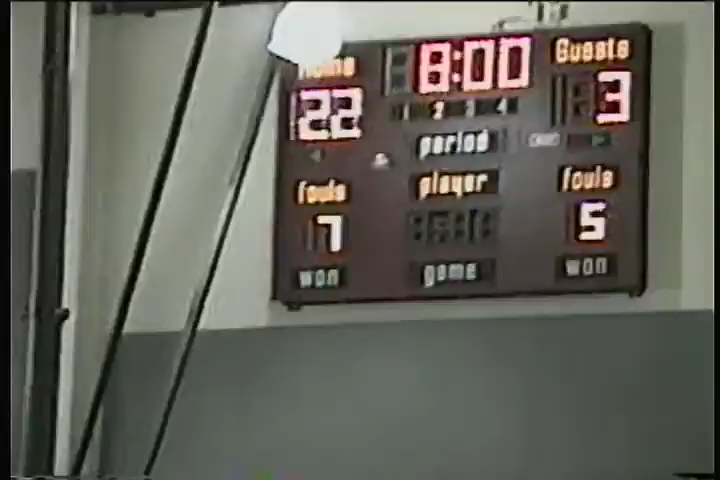 Home 8:00 Guests
22 3
1 2 3 4
period
fouls player fouls
7 5
won game won